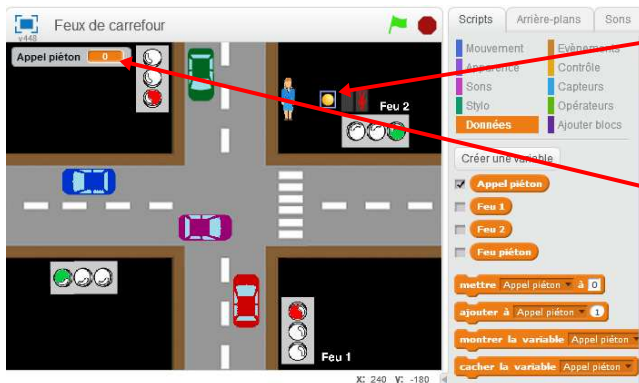 Feux de carrefour
v448
Appel piéton 0
Feu 2
Feu 1
X: 240 Y: -180
Scripts Arrière-plans Sons
Mouvement Evènements
Apparence Contrôle
Sons Capteurs
Stylo Opérateurs
Données Ajouter blocs
Créer une variable
Appel piéton
Feu 1
Feu 2
Feu piéton
mettre Appel piéton à 0
ajouter à Appel piéton 1
montrer la variable Appel piéton
cacher la variable Appel piéton